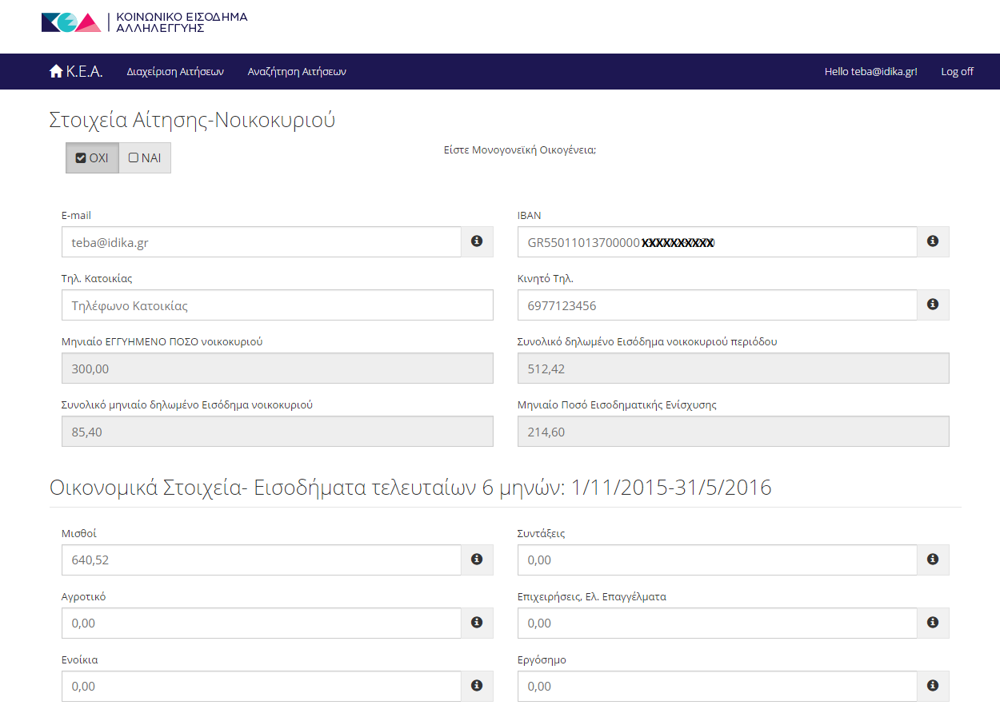 ΚΟΙΝΩΝΙΚΟ ΕΙΣΟΔΗΜΑ
ΑΛΛΗΛΕΓΓΥΗΣ
Κ.Ε.Α. Διαχείριση Αιτήσεων Αναζήτηση Αιτήσεων Hello teba@idika.gr! Log off
Στοιχεία Αίτησης-Νοικοκυριού
ΟΧΙ ΝΑΙ Είστε Μονογονεϊκή Οικογένεια;
E-mail IBAN
teba@idika.gr GR55011013700000XXXXXXXXXX
Τηλ. Κατοικίας Κινητό Τηλ.
Τηλέφωνο Κατοικίας 6977123456
Μηνιαίο ΕΓΓΥΗΜΕΝΟ ΠΟΣΟ νοικοκυριού Συνολικό δηλωμένο Εισόδημα νοικοκυριού περιόδου
300,00 512,42
Συνολικό μηνιαίο δηλωμένο Εισόδημα νοικοκυριού Μηνιαίο Ποσό Εισοδηματικής Ενίσχυσης
85,40 214,60
Οικονομικά Στοιχεία- Εισοδήματα τελευταίων 6 μηνών: 1/11/2015-31/5/2016
Μισθοί Συντάξεις
640,52 0,00
Αγροτικό Επιχειρήσεις, Ελ. Επαγγέλματα
0,00 0,00
Ενοίκια Εργόσημο
0,00 0,00